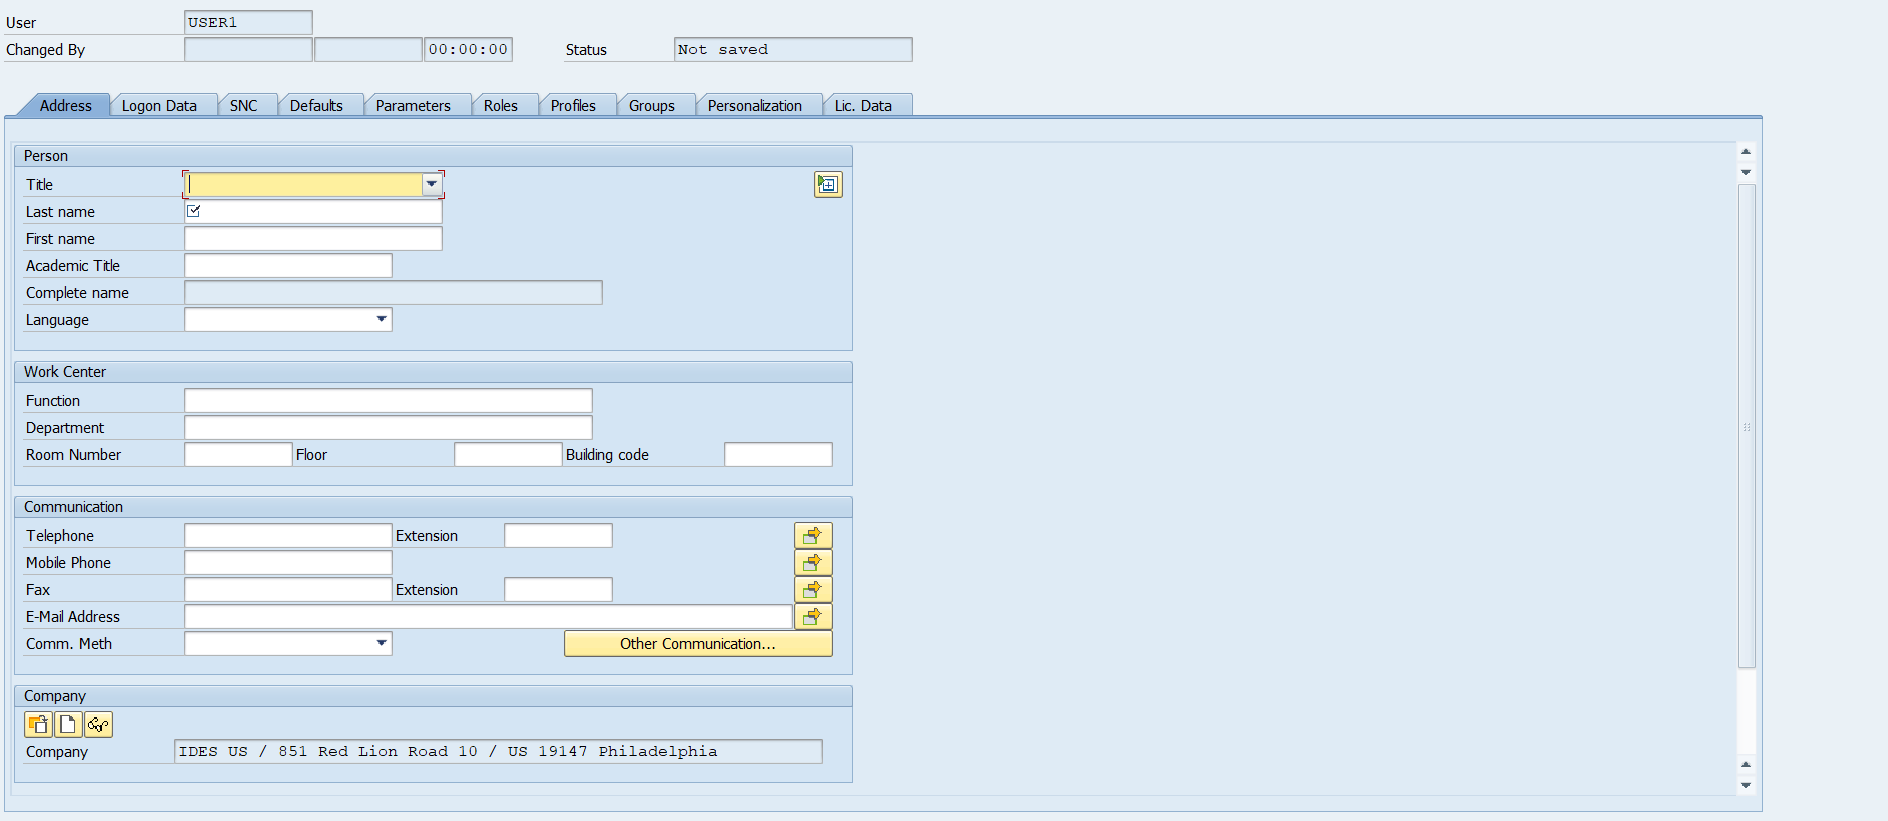 User USER1
Changed By 00:00:00 Status Not saved
Address Logon Data SNC Defaults Parameters Roles Profiles Groups Personalization Lic. Data
Person
Title
Last name
First name
Academic Title
Complete name
Language
Work Center
Function
Department
Room Number Floor Building code
Communication
Telephone Extension
Mobile Phone
Fax Extension
E-Mail Address
Comm. Meth Other Communication...
Company
Company IDES US / 851 Red Lion Road 10 / US 19147 Philadelphia